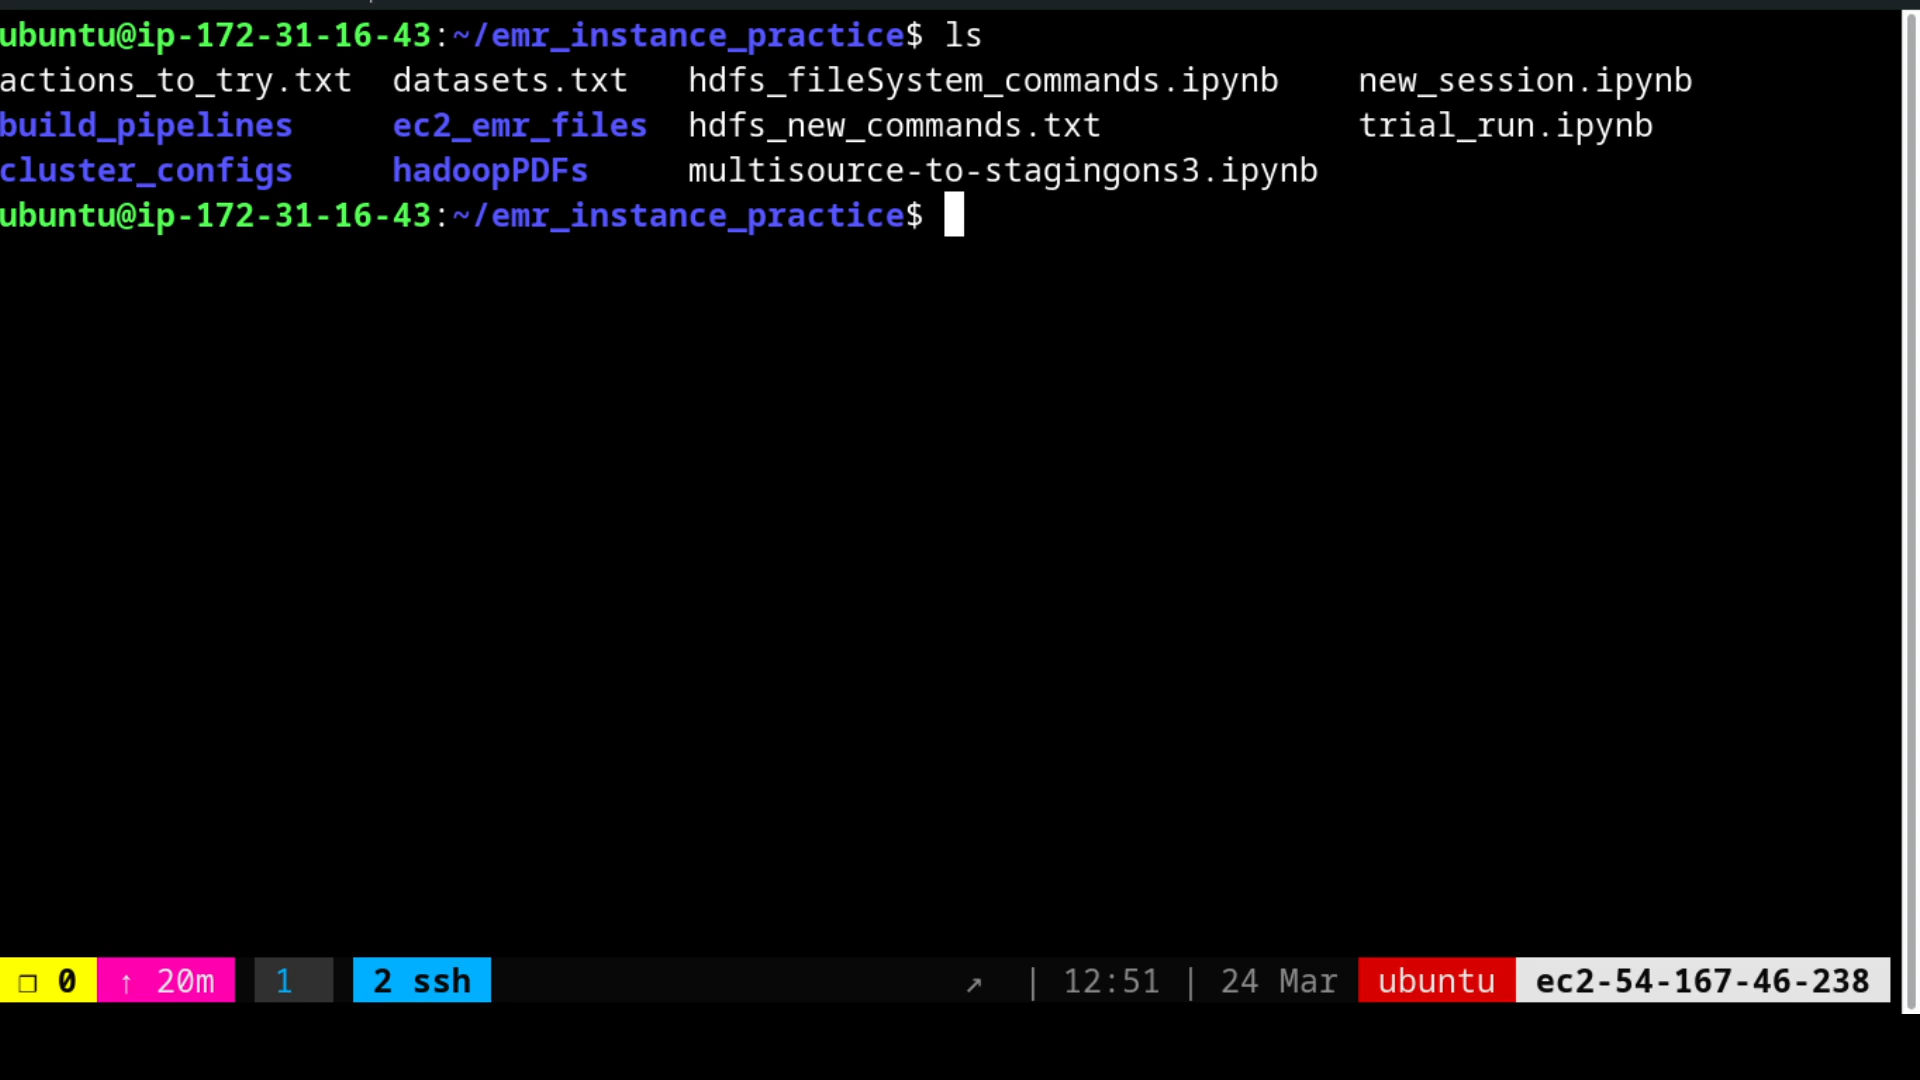 ubuntu@ip-172-31-16-43:~/emr_instance_practice$ ls
actions_to_try.txt  datasets.txt   hdfs_fileSystem_commands.ipynb    new_session.ipynb
build_pipelines     ec2_emr_files  hdfs_new_commands.txt             trial_run.ipynb
cluster_configs     hadoopPDFs     multisource-to-stagingons3.ipynb
ubuntu@ip-172-31-16-43:~/emr_instance_practice$
❐ 0 ↑ 20m 1 2 ssh ↗ | 12:51 | 24 Mar ubuntu ec2-54-167-46-238